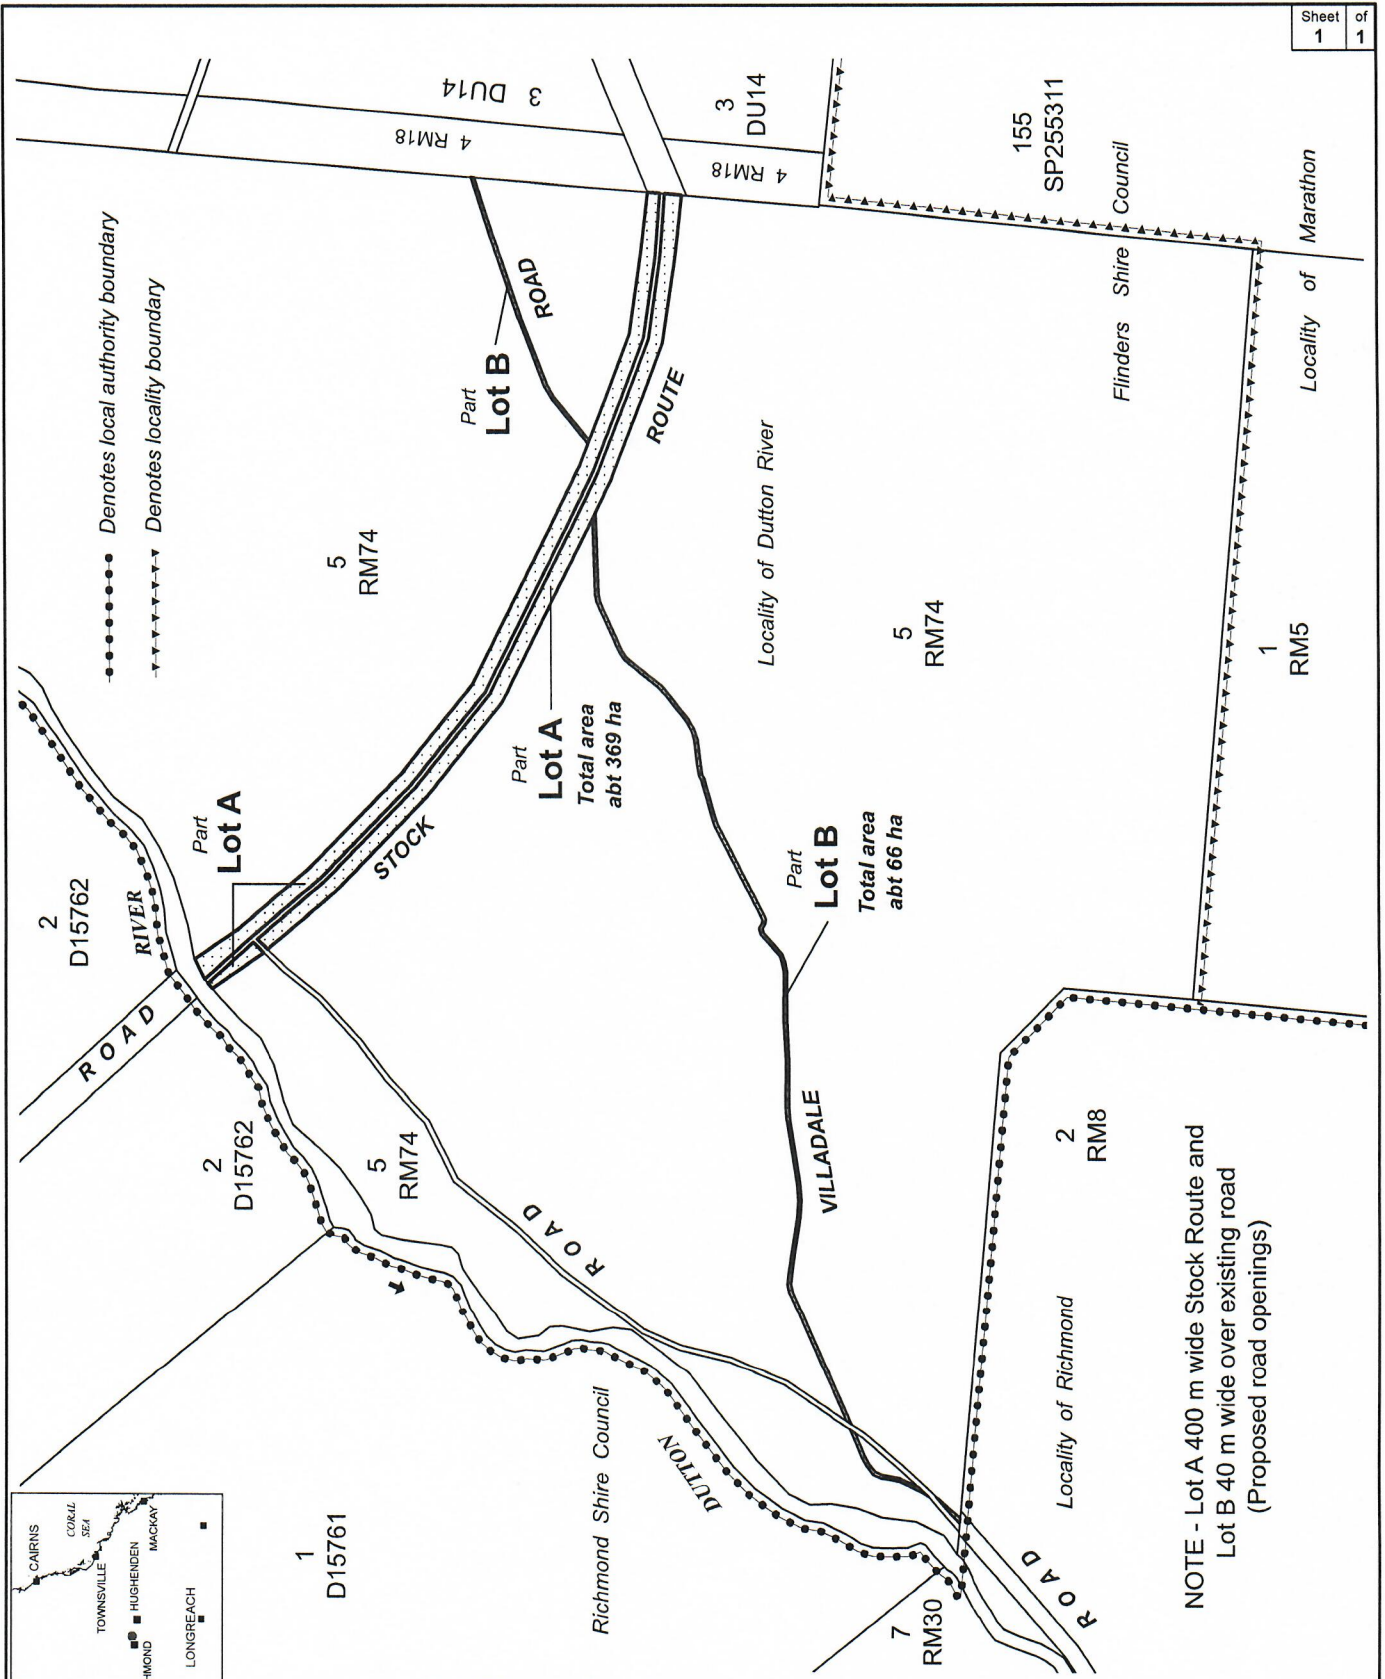 Sheet of
1 1
3 DU14
4 RM18
3
DU14
4 RM18
155
SP255311
Flinders Shire Council
Locality of Marathon
Denotes local authority boundary
Denotes locality boundary
ROAD
Part
Lot B
ROUTE
5
RM74
Locality of Dutton River
5
RM74
1
RM5
Part
Lot A
Total area
abt 369 ha
Part
Lot A
STOCK
2
D15762
RIVER
ROAD
Part
Lot B
Total area
abt 66 ha
VILLADALE
2
D15762
5
RM74
ROAD
2
RM8
Locality of Richmond
NOTE - Lot A 400 m wide Stock Route and
Lot B 40 m wide over existing road
(Proposed road openings)
DUTTON
Richmond Shire Council
1
D15761
7
RM30
ROAD
CAIRNS
CORAL
SEA
TOWNSVILLE
MACKAY
HUGHENDEN
HMOND
LONGREACH